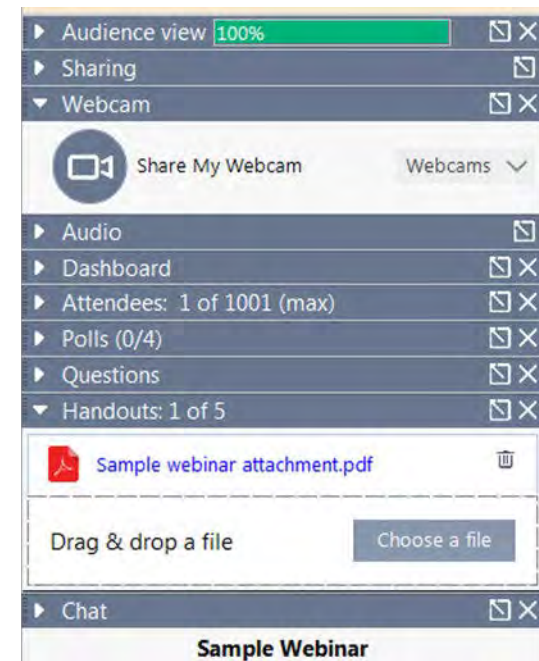 Audience view 100%
Sharing
Webcam
Share My Webcam Webcams
Audio
Dashboard
Attendees: 1 of 1001 (max)
Polls (0/4)
Questions
Handouts: 1 of 5
Sample webinar attachment.pdf
Drag & drop a file Choose a file
Chat
Sample Webinar